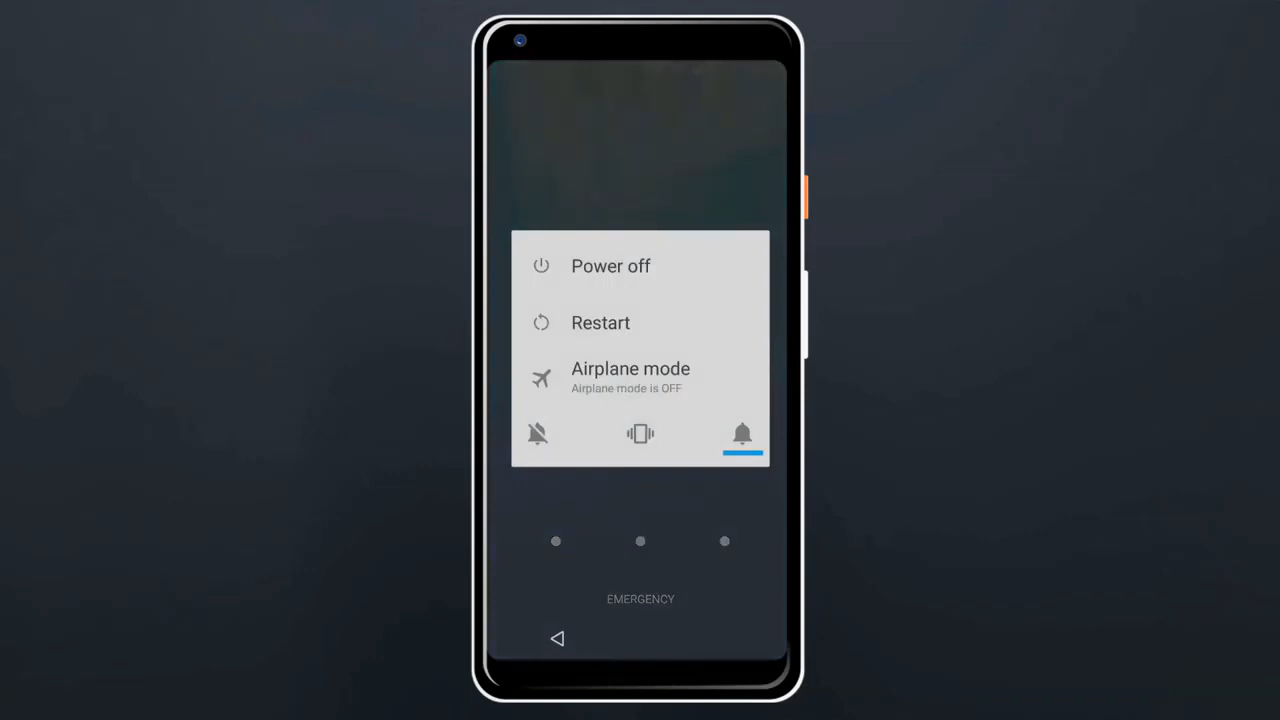 Power off
Restart
Airplane mode
Airplane mode is OFF
EMERGENCY